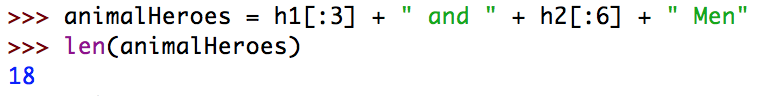 >>> animalHeroes = h1[:3] + " and " + h2[:6] + " Men"
>>> len(animalHeroes)
18